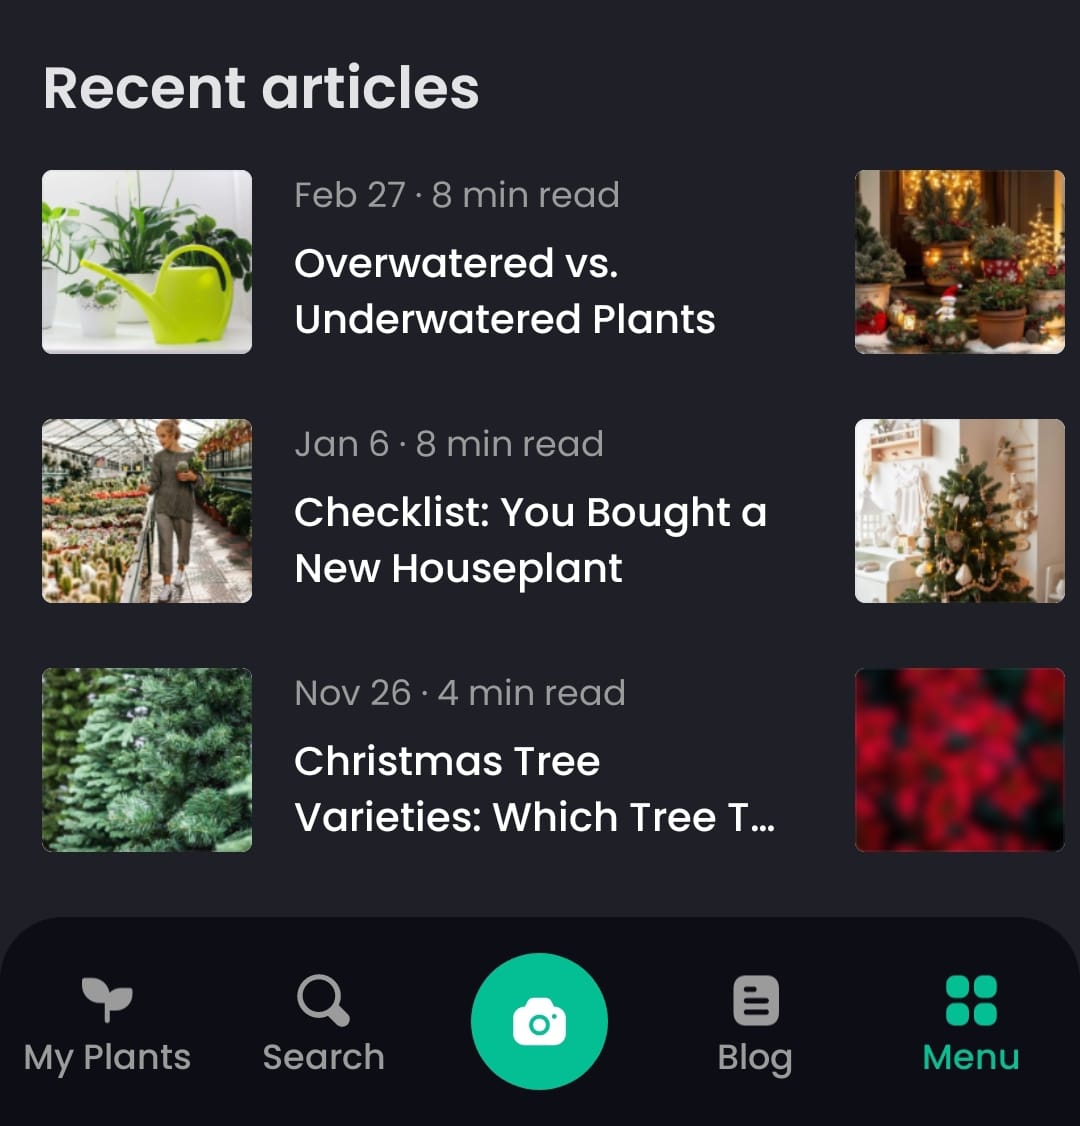 Recent articles
Feb 27 · 8 min read
Overwatered vs.
Underwatered Plants
Jan 6 · 8 min read
Checklist: You Bought a
New Houseplant
Nov 26 · 4 min read
Christmas Tree
Varieties: Which Tree T...
My Plants
Search
Blog
Menu